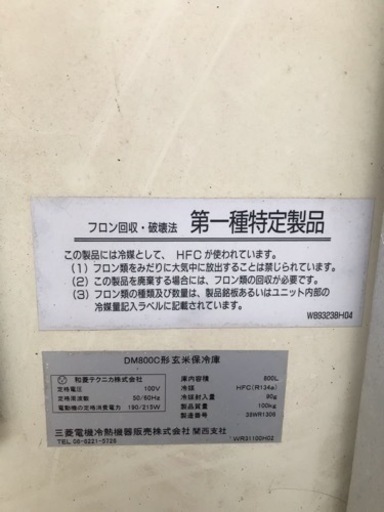 フロン回収・破壊法 第一種特定製品
この製品には冷媒として、HFCが使われています。
(1) フロン類をみだりに大気中に放出することは禁じられています。
(2) この製品を廃棄する場合には、フロン類の回収が必要です。
(3) フロン類の種類及び数量は、製品銘板あるいはユニット内部の
冷媒量記入ラベルに記載されています。
WB93238H04
DM800C形玄米保冷庫
和菱テクニカ株式会社
定格電圧 100V
定格周波数 50/60Hz
電動機の定格消費電力 190/215W
庫内容積 800L
冷媒 HFC(R134a)
冷媒封入量 90g
製品質量 100kg
製造番号 38WR1306
三菱電機冷熱機器販売株式会社 関西支社
TEL 06-6221-5726
WR31100H02